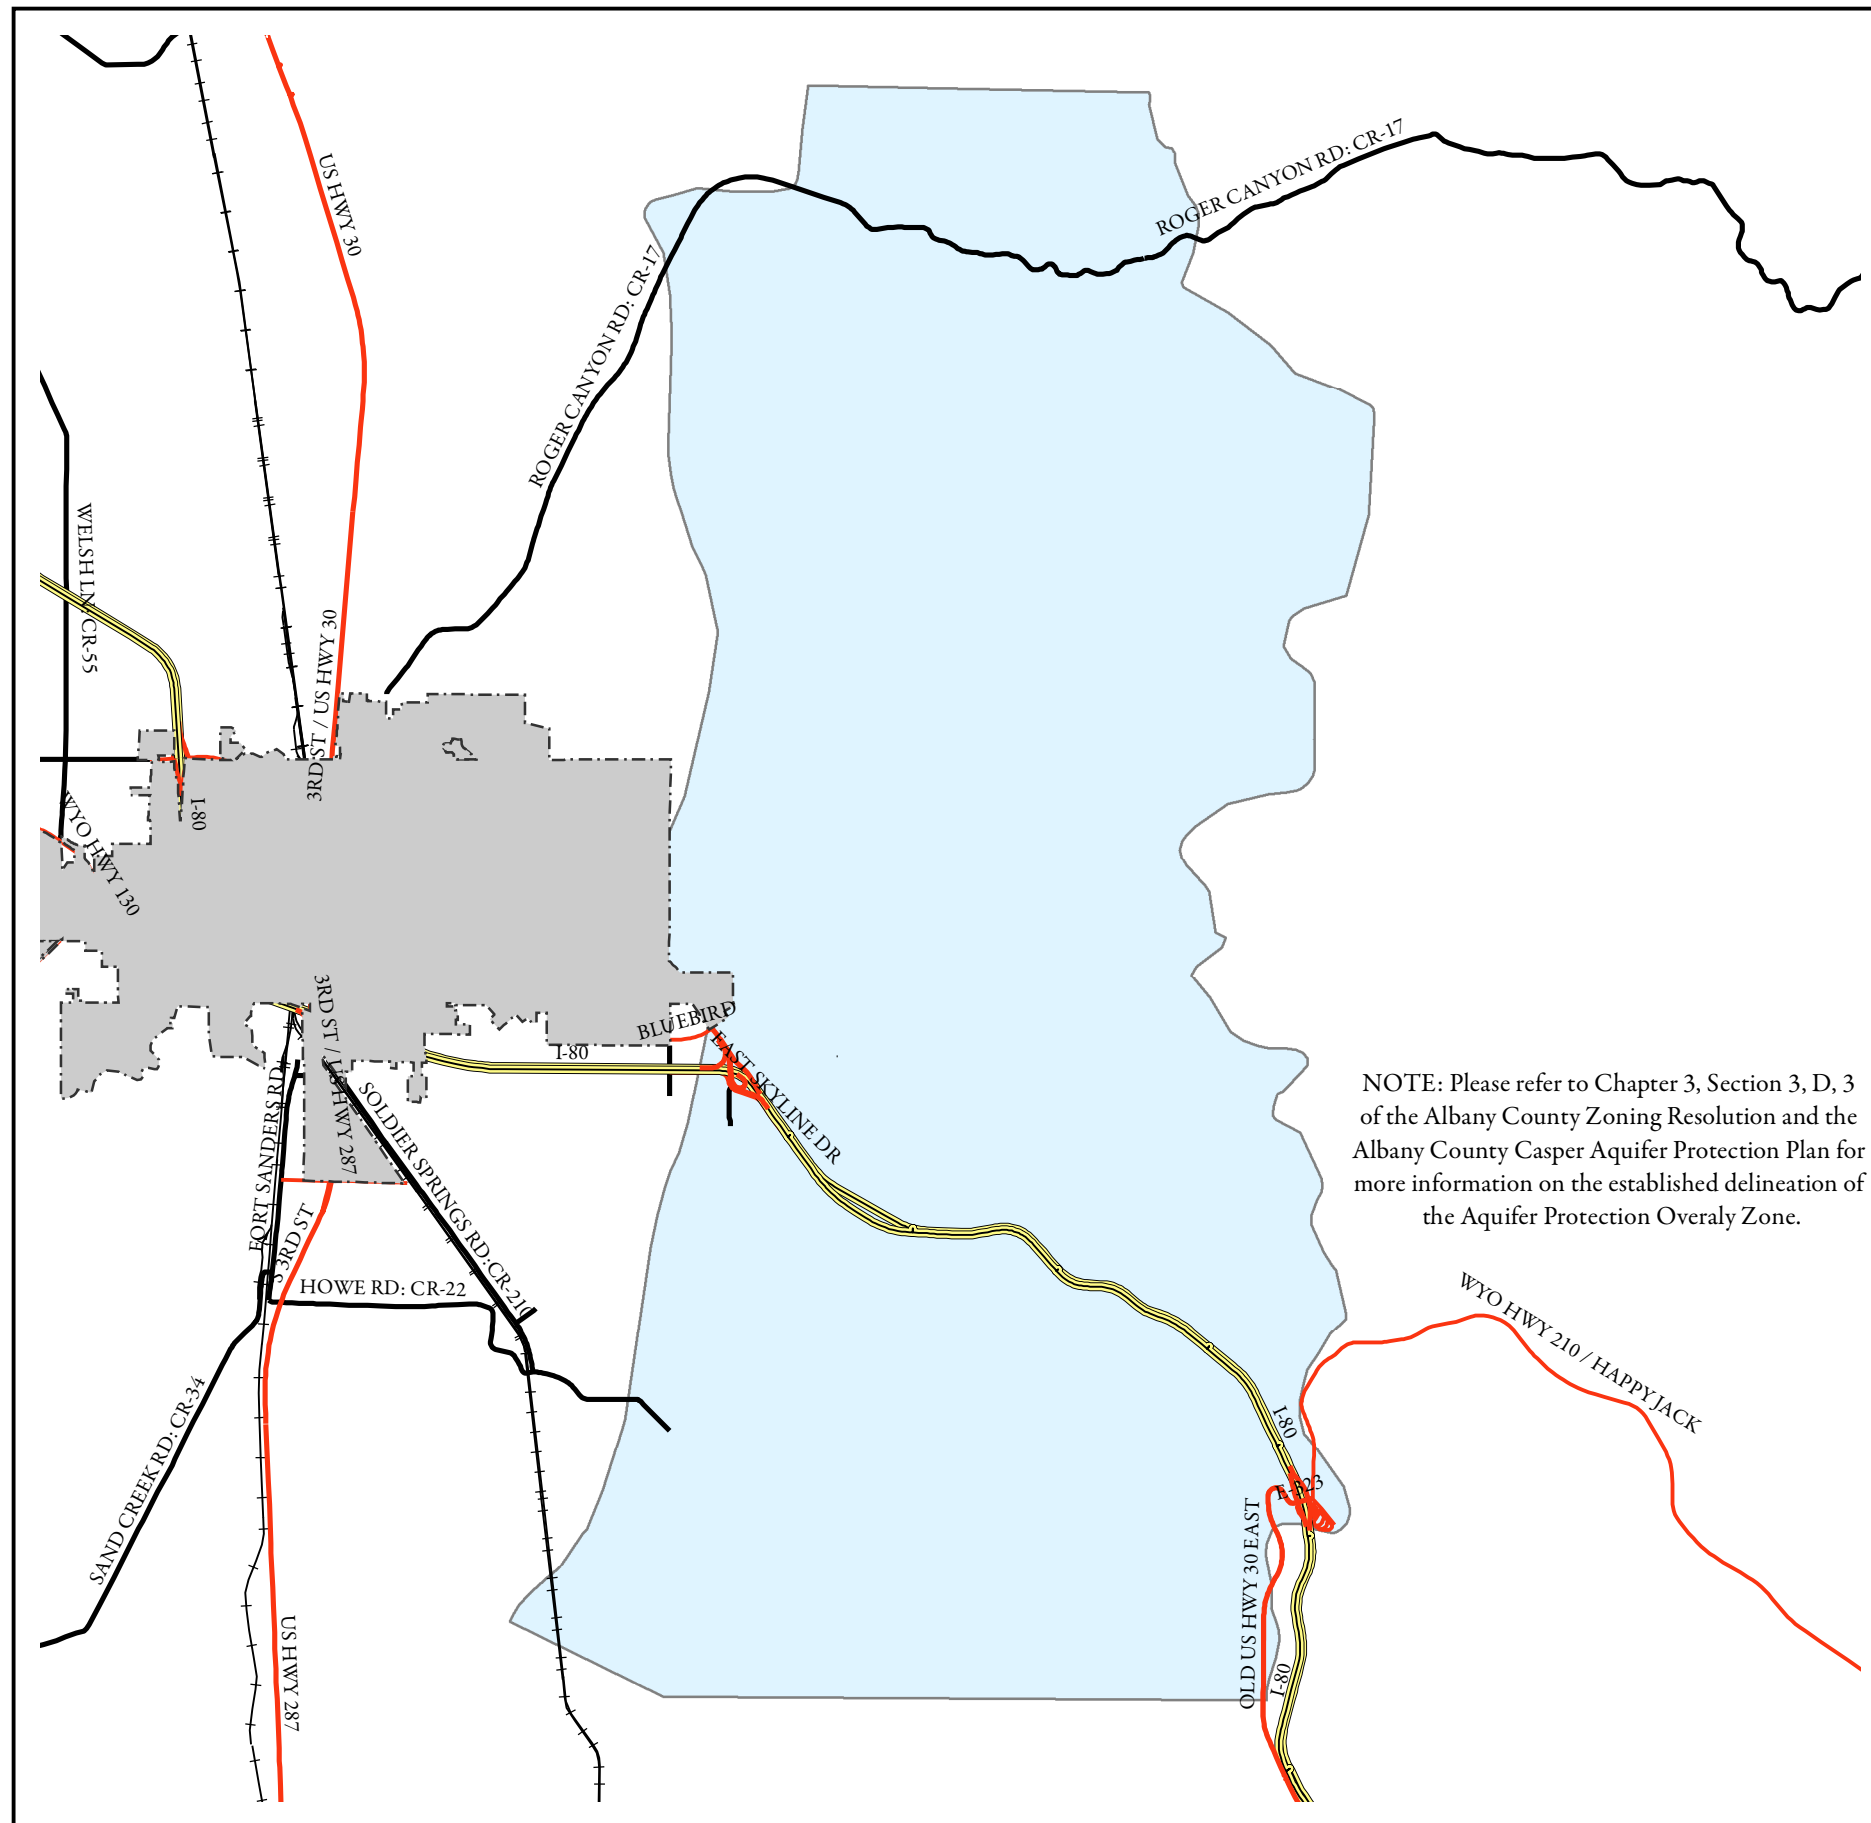 US HWY 30
ROGER CANYON RD: CR-17
ROGER CANYON RD: CR-17
WELSH LN: CR-55
3RD ST / US HWY 30
I-80
WYO HWY 130
3RD ST / US HWY 287
BLUEBIRD
I-80
EAST SKYLINE DR
FORT SANDERS RD
SOLDIER SPRINGS RD: CR-210
S 3RD ST
HOWE RD: CR-22
SAND CREEK RD: CR-34
US HWY 287
NOTE: Please refer to Chapter 3, Section 3, D, 3
of the Albany County Zoning Resolution and the
Albany County Casper Aquifer Protection Plan for
more information on the established delineation of
the Aquifer Protection Overaly Zone.
WYO HWY 210 / HAPPY JACK
I-80
E-323
OLD US HWY 30 EAST
I-80